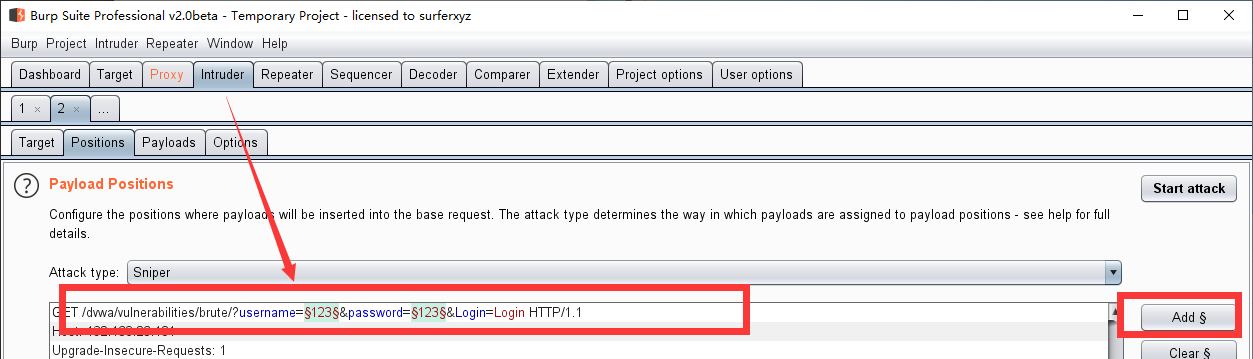 Burp Suite Professional v2.0beta - Temporary Project - licensed to surferxyz
Burp Project Intruder Repeater Window Help
Dashboard Target Proxy Intruder Repeater Sequencer Decoder Comparer Extender Project options User options
1 × 2 × ...
Target Positions Payloads Options
? Payload Positions
Start attack
Configure the positions where payloads will be inserted into the base request. The attack type determines the way in which payloads are assigned to payload positions - see help for full
details.
Attack type: Sniper
GET /dvwa/vulnerabilities/brute/?username=§123§&password=§123§&Login=Login HTTP/1.1
Add §
Host:
Upgrade-Insecure-Requests: 1
Clear §